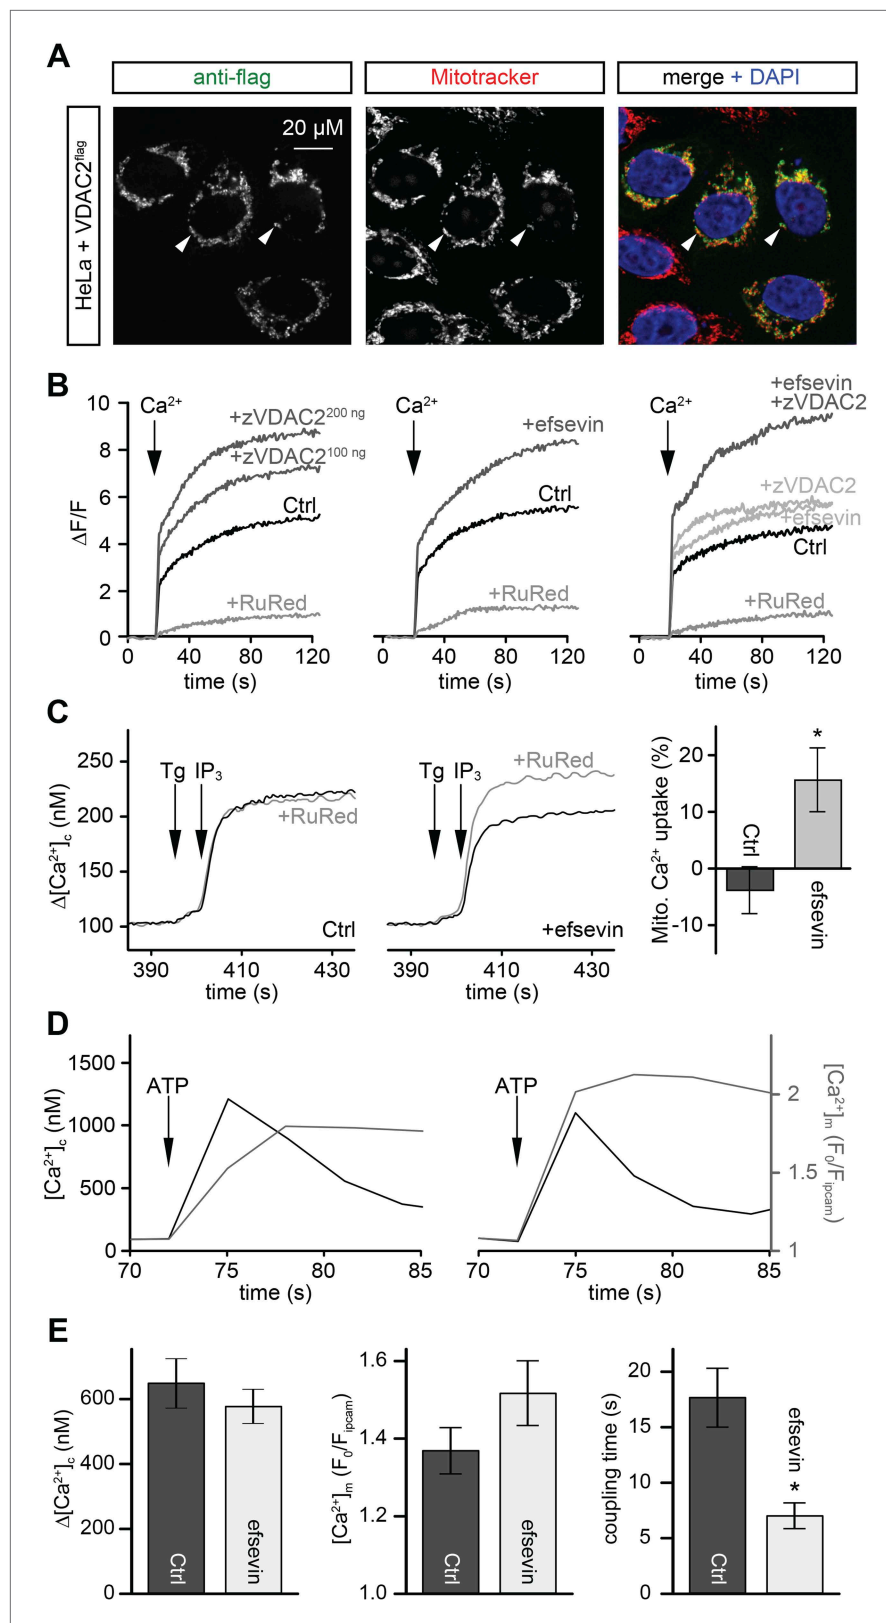 A
anti-flag
Mitotracker
merge + DAPI
HeLa + VDAC2flag
20 µM
B
ΔF/F
10
8
6
4
2
0
Ca2+
+zVDAC2200 ng
+zVDAC2100 ng
Ctrl
+RuRed
0 40 80 120
time (s)
Ca2+
+efsevin
Ctrl
+RuRed
0 40 80 120
time (s)
Ca2+
+efsevin
+zVDAC2
+zVDAC2
+efsevin
Ctrl
+RuRed
0 40 80 120
time (s)
C
Δ[Ca2+]c (nM)
250
200
150
100
Tg IP3
+RuRed
Ctrl
390 410 430
time (s)
Tg IP3
+RuRed
+efsevin
390 410 430
time (s)
Mito. Ca2+ uptake (%)
20
10
0
-10
Ctrl
*
efsevin
D
[Ca2+]c (nM)
1500
1000
500
0
ATP
70 75 80 85
time (s)
ATP
70 75 80 85
time (s)
2
1.5
1
[Ca2+]m (F0/Fipcam)
E
Δ[Ca2+]c (nM)
600
400
200
0
Ctrl
efsevin
[Ca2+]m (F0/Fipcam)
1.6
1.4
1.2
1.0
Ctrl
efsevin
coupling time (s)
20
15
10
5
0
Ctrl
efsevin
*